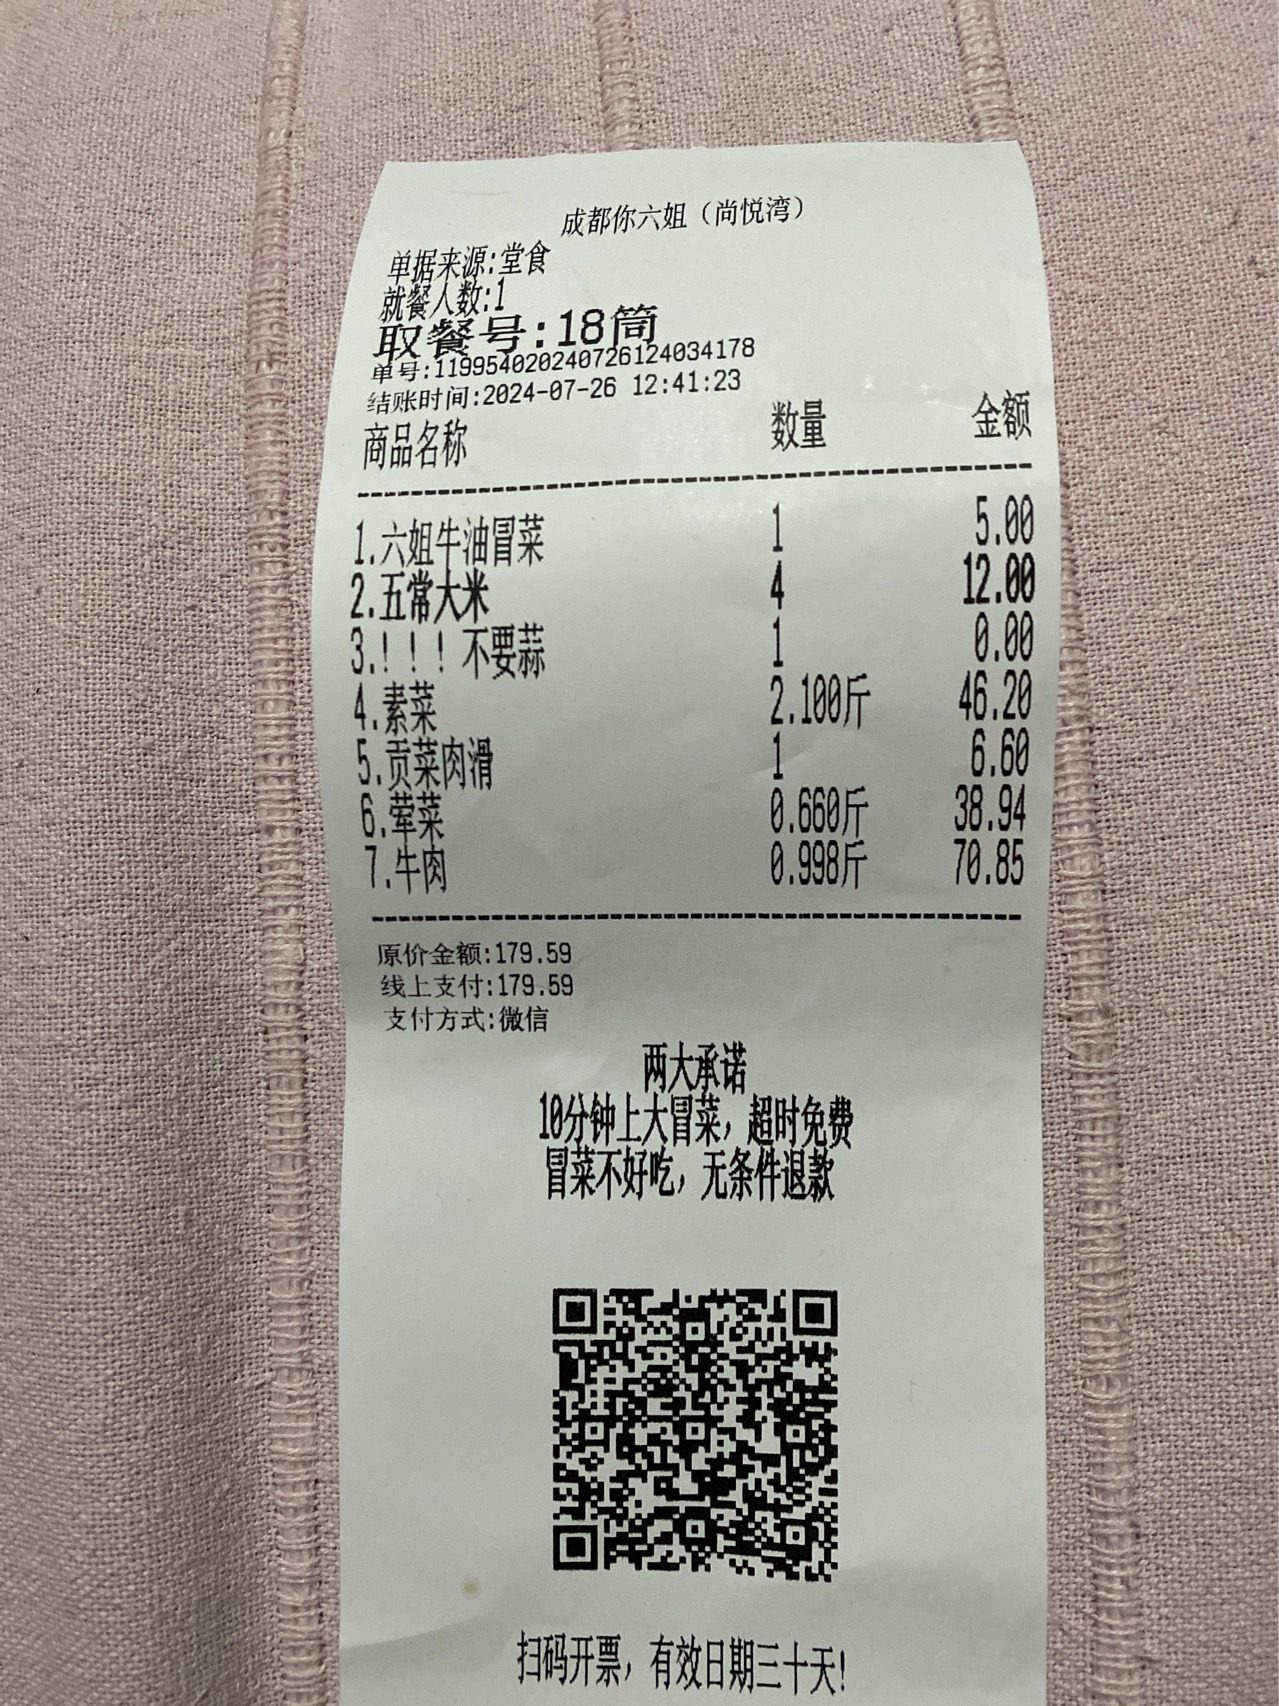 成都你六姐（尚悦湾）
单据来源:堂食
就餐人数:1
取餐号:18筒
单号:119954020240726124034178
结账时间:2024-07-26 12:41:23
商品名称 数量 金额
1.六姐牛油冒菜 1 5.00
2.五常大米 4 12.00
3.！！！不要蒜 1 0.00
4.素菜 2.100斤 46.20
5.贡菜肉滑 1 6.60
6.荤菜 0.660斤 38.94
7.牛肉 0.998斤 70.85
原价金额:179.59
线上支付:179.59
支付方式:微信
两大承诺
10分钟上大冒菜，超时免费
冒菜不好吃，无条件退款
扫码开票，有效日期三十天!